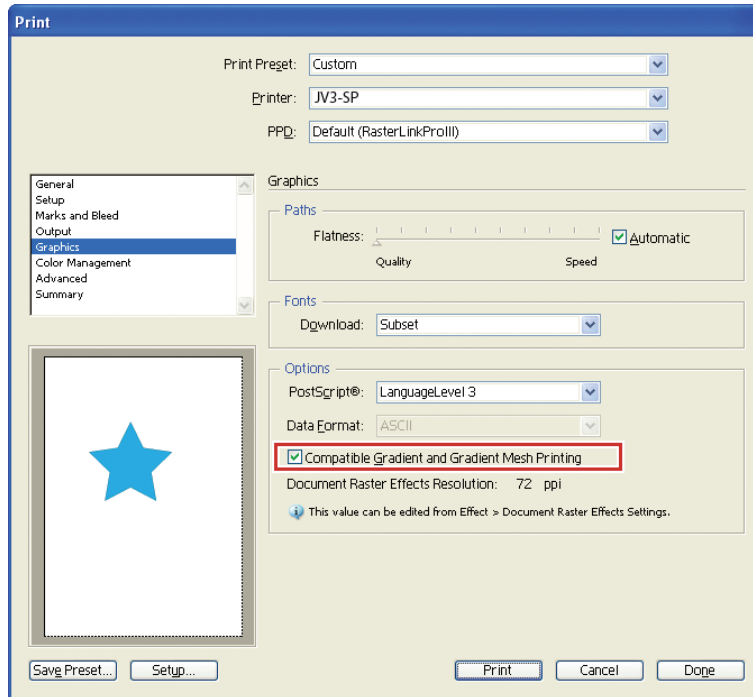 Print
Print Preset: Custom
Printer: JV3-SP
PPD: Default (RasterLinkProIII)
General
Setup
Marks and Bleed
Output
Graphics
Color Management
Advanced
Summary
Graphics
Paths
Flatness: Automatic
Quality Speed
Fonts
Download: Subset
Options
PostScript®: LanguageLevel 3
Data Format: ASCII
Compatible Gradient and Gradient Mesh Printing
Document Raster Effects Resolution: 72 ppi
This value can be edited from Effect > Document Raster Effects Settings.
Save Preset... Setup... Print Cancel Done